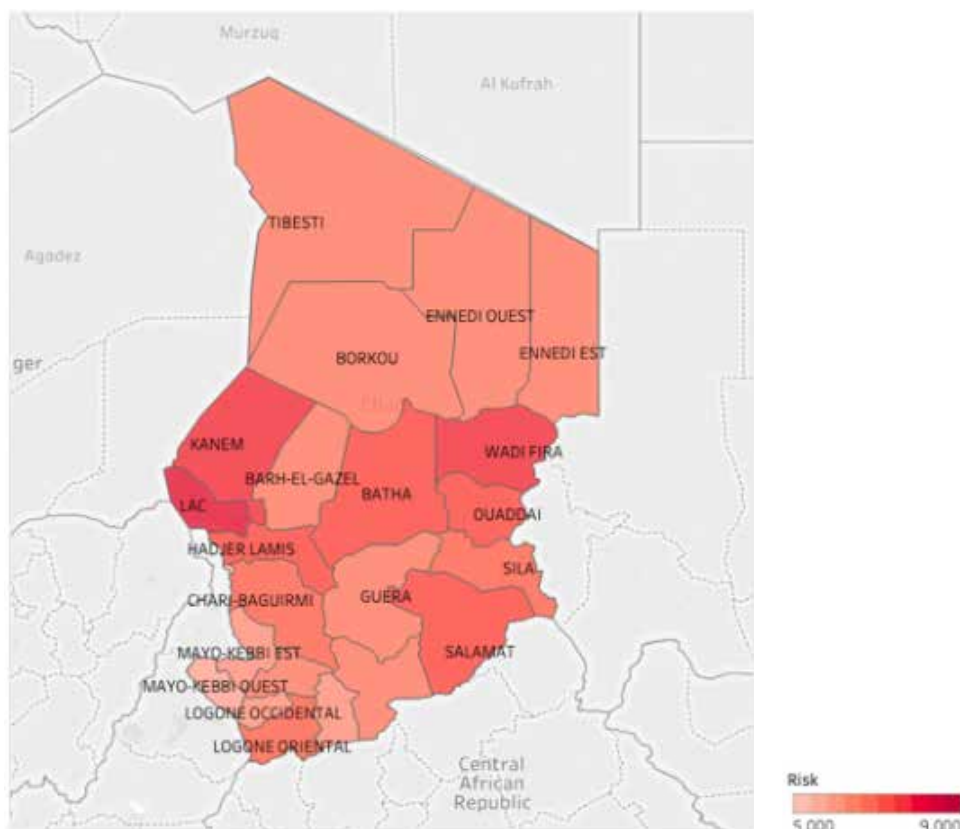 Murzuq
Al Kufrah
TIBESTI
Agadez
ENNEDI OUEST
ger
BORKOU
ENNEDI EST
KANEM
WADI FIRA
BARH-EL-GAZEL
BATHA
LAC
OUADDAI
HADJER LAMIS
SILA
CHARI-BAGUIRMI
GUERA
MAYO-KEBBI EST
SALAMAT
MAYO-KEBBI OUEST
LOGONE OCCIDENTAL
LOGONE ORIENTAL
Central
African
Republic
Risk
5,000
9,000